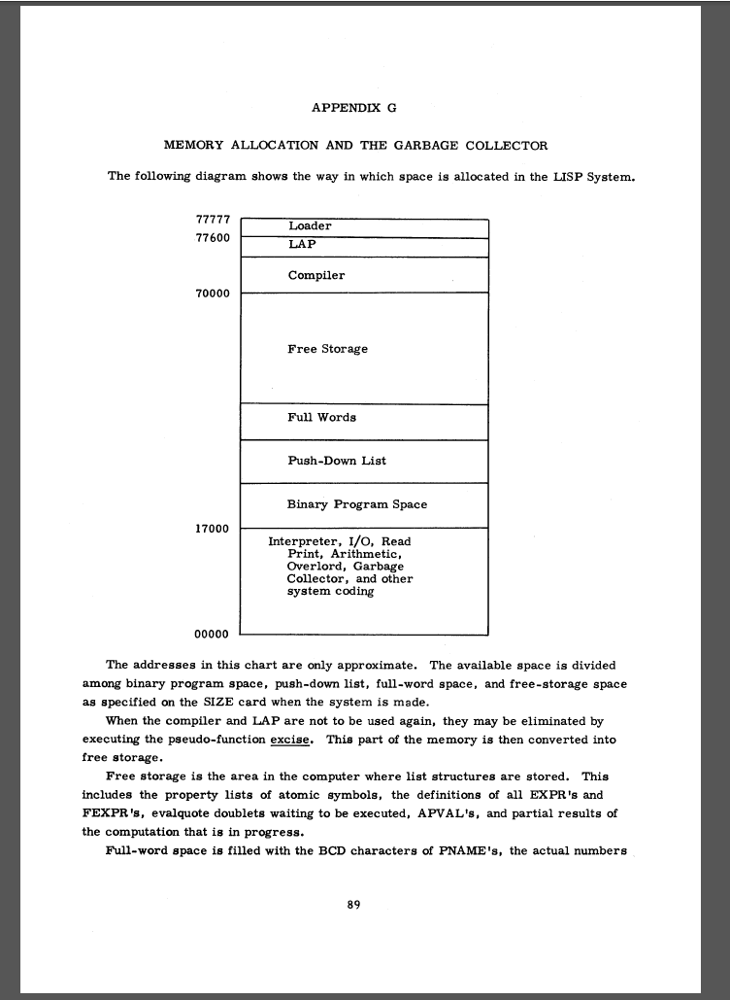 APPENDIX G
MEMORY ALLOCATION AND THE GARBAGE COLLECTOR
The following diagram shows the way in which space is allocated in the LISP System.
77777
Loader
77600
LAP
Compiler
70000
Free Storage
Full Words
Push-Down List
Binary Program Space
17000
Interpreter, I/O, Read
Print, Arithmetic,
Overlord, Garbage
Collector, and other
system coding
00000
The addresses in this chart are only approximate. The available space is divided
among binary program space, push-down list, full-word space, and free-storage space
as specified on the SIZE card when the system is made.
When the compiler and LAP are not to be used again, they may be eliminated by
executing the pseudo-function excise. This part of the memory is then converted into
free storage.
Free storage is the area in the computer where list structures are stored. This
includes the property lists of atomic symbols, the definitions of all EXPR's and
FEXPR's, evalquote doublets waiting to be executed, APVAL's, and partial results of
the computation that is in progress.
Full-word space is filled with the BCD characters of PNAME's, the actual numbers
89